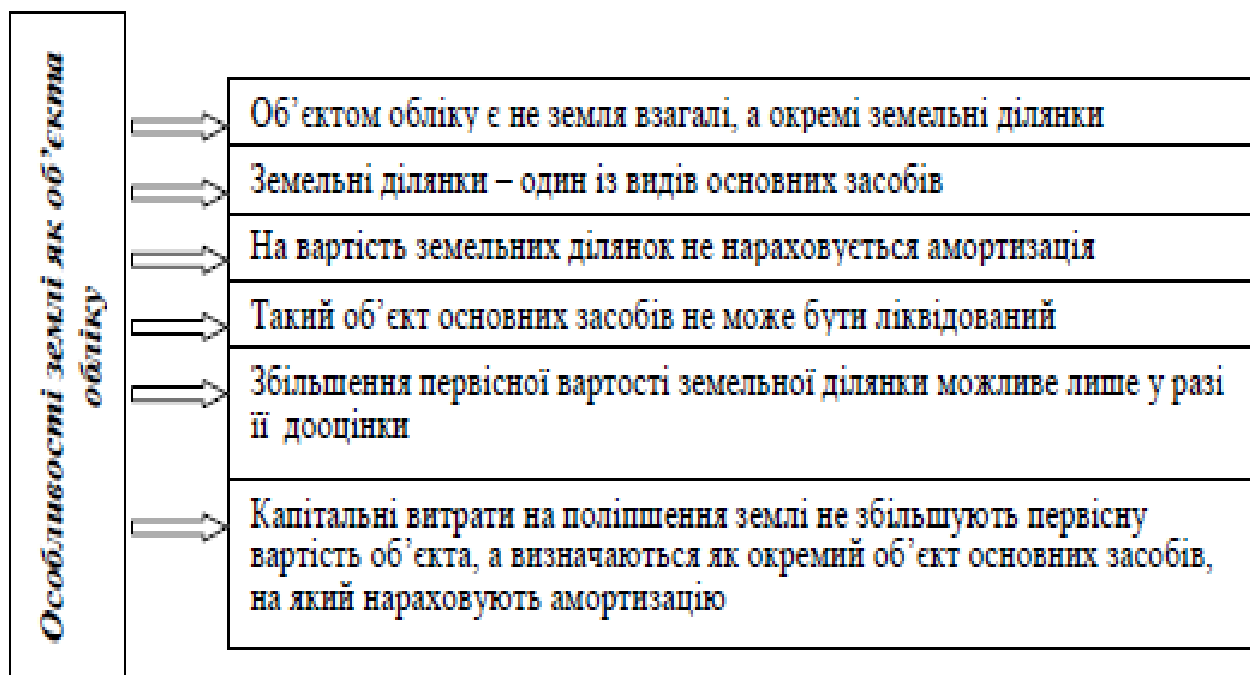 Особливості землі як об’єкта
обліку
Об’єктом обліку є не земля взагалі, а окремі земельні ділянки
Земельні ділянки – один із видів основних засобів
На вартість земельних ділянок не нараховується амортизація
Такий об’єкт основних засобів не може бути ліквідований
Збільшення первісної вартості земельної ділянки можливе лише у разі
її дооцінки
Капітальні витрати на поліпшення землі не збільшують первісну
вартість об’єкта, а визначаються як окремий об’єкт основних засобів,
на який нараховують амортизацію